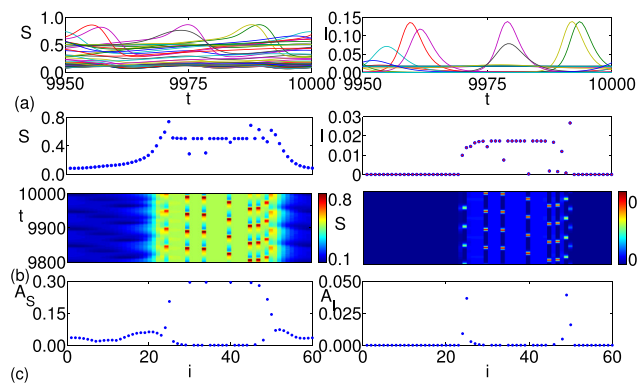 S 1.0 0.5 0.0 I 0.15 0.10 0.05 0.00
9950 9975 10000 9950 9975 10000
(a) t t
S 0.8 0.4 0.0 I 0.03 0.02 0.01 0
t 10000 9900 9800 0.8 S 0.1 0 0
(b)
A_S 0.30 0.15 0.00 A_I 0.050 0.025 0.000
0 20 40 60 0 20 40 60
(c) i i